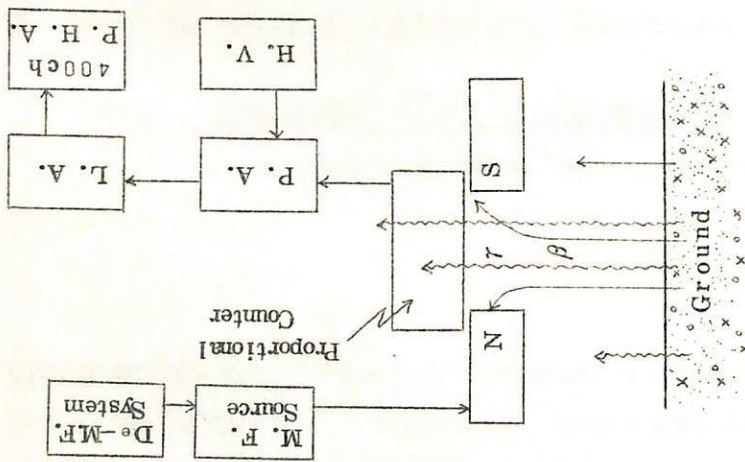 400ch
P. H. A.
L. A.
H. V.
P. A.
Proportional
Counter
De-M.F.
System
M. F.
Source
N
S
γ
β
Ground